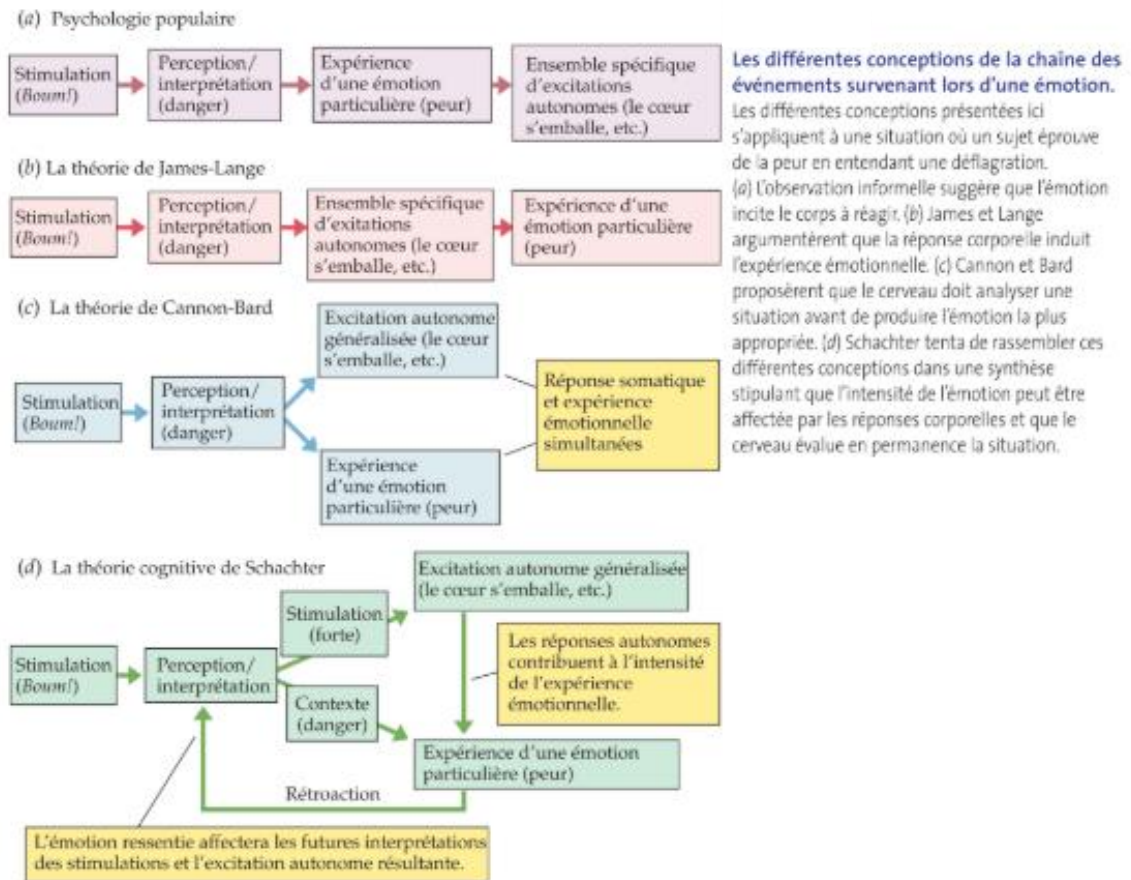 (a) Psychologie populaire
Stimulation
(Boum!)
Perception/
interprétation
(danger)
Expérience
d'une émotion
particulière (peur)
Ensemble spécifique
d'excitations
autonomes (le cœur
s'emballe, etc.)
(b) La théorie de James-Lange
Stimulation
(Boum!)
Perception/
interprétation
(danger)
Ensemble spécifique
d'exitations
autonomes (le cœur
s'emballe, etc.)
Expérience d'une
émotion particulière
(peur)
(c) La théorie de Cannon-Bard
Stimulation
(Boum!)
Perception/
interprétation
(danger)
Excitation autonome
généralisée (le cœur
s'emballe, etc.)
Expérience
d'une émotion
particulière (peur)
Réponse somatique
et expérience
émotionnelle
simultanées
(d) La théorie cognitive de Schachter
Stimulation
(Boum!)
Perception/
interprétation
Stimulation
(forte)
Contexte
(danger)
Excitation autonome généralisée
(le cœur s'emballe, etc.)
Les réponses autonomes
contribuent à l'intensité
de l'expérience
émotionnelle.
Expérience d'une émotion
particulière (peur)
Rétroaction
L'émotion ressentie affectera les futures interprétations
des stimulations et l'excitation autonome résultante.
Les différentes conceptions de la chaîne des
événements survenant lors d'une émotion.
Les différentes conceptions présentées ici
s'appliquent à une situation où un sujet éprouve
de la peur en entendant une déflagration.
(a) L'observation informelle suggère que l'émotion
incite le corps à réagir. (b) James et Lange
argumentèrent que la réponse corporelle induit
l'expérience émotionnelle. (c) Cannon et Bard
proposèrent que le cerveau doit analyser une
situation avant de produire l'émotion la plus
appropriée. (d) Schachter tenta de rassembler ces
différentes conceptions dans une synthèse
stipulant que l'intensité de l'émotion peut être
affectée par les réponses corporelles et que le
cerveau évalue en permanence la situation.